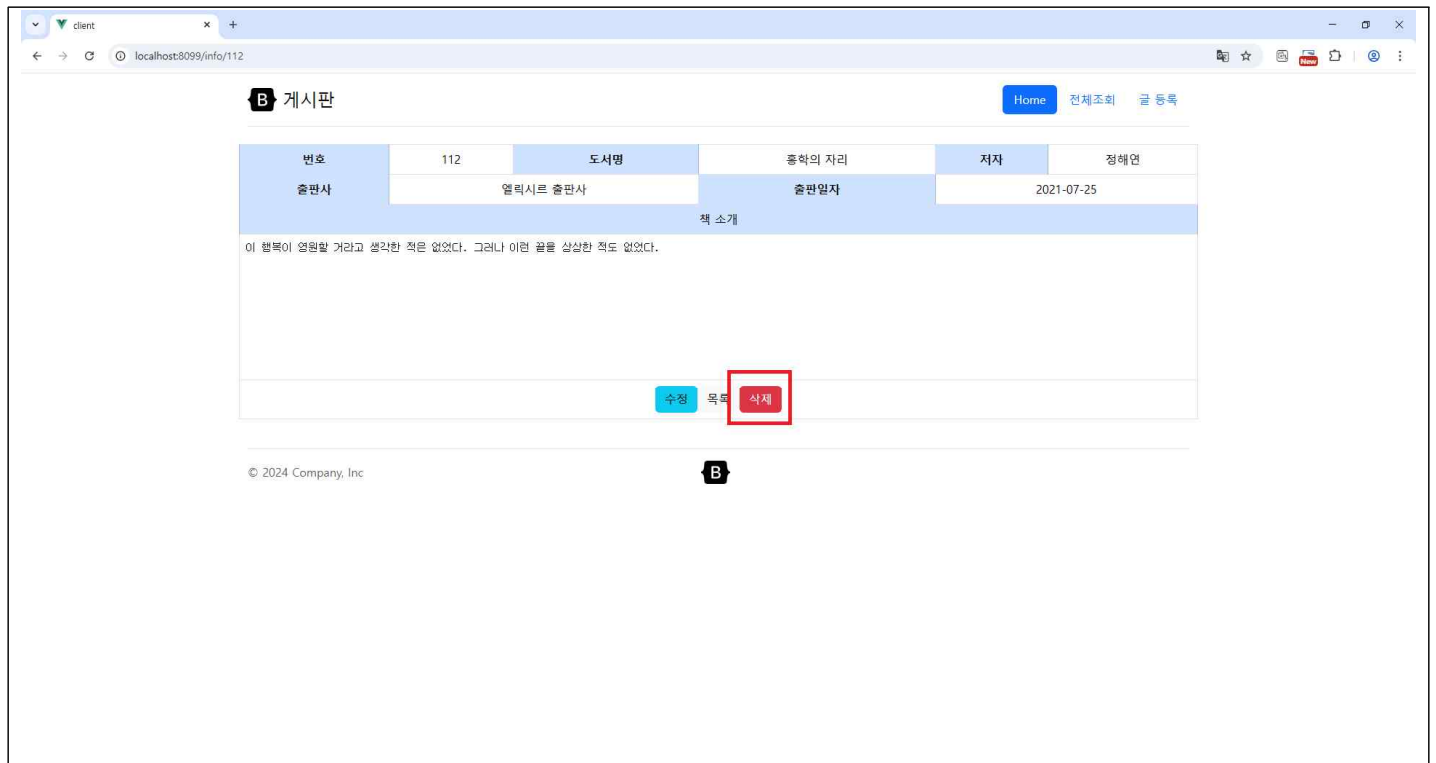 client
localhost:8099/info/112
New
B 게시판 Home 전체조회 글 등록
번호 112 도서명 홍학의 자리 저자 정해연
출판사 엘릭시르 출판사 출판일자 2021-07-25
책 소개
이 행복이 영원할 거라고 생각한 적은 없었다. 그러나 이런 끝을 상상한 적도 없었다.
수정 목록 삭제
© 2024 Company, Inc B